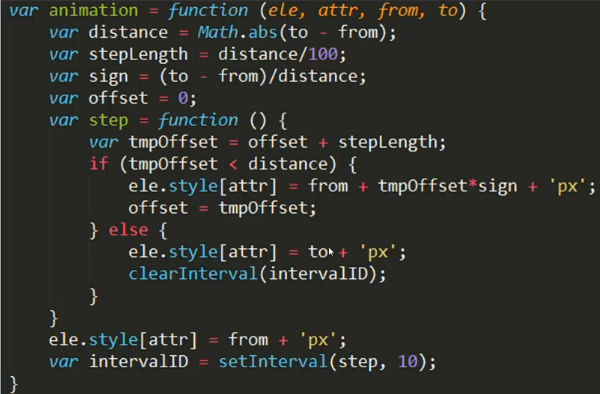 var animation = function (ele, attr, from, to) {
var distance = Math.abs(to - from);
var stepLength = distance/100;
var sign = (to - from)/distance;
var offset = 0;
var step = function () {
var tmpOffset = offset + stepLength;
if (tmpOffset < distance) {
ele.style[attr] = from + tmpOffset*sign + 'px';
offset = tmpOffset;
} else {
ele.style[attr] = to + 'px';
clearInterval(intervalID);
}
}
ele.style[attr] = from + 'px';
var intervalID = setInterval(step, 10);
}